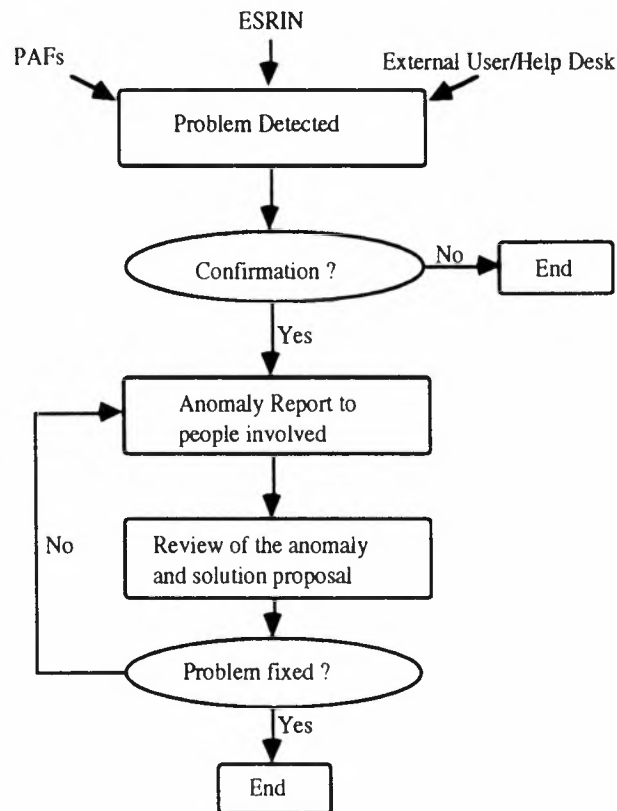 ESRIN
PAFs
External User/Help Desk
Problem Detected
Confirmation ?
No
End
Yes
Anomaly Report to
people involved
No
Review of the anomaly
and solution proposal
Problem fixed ?
Yes
End